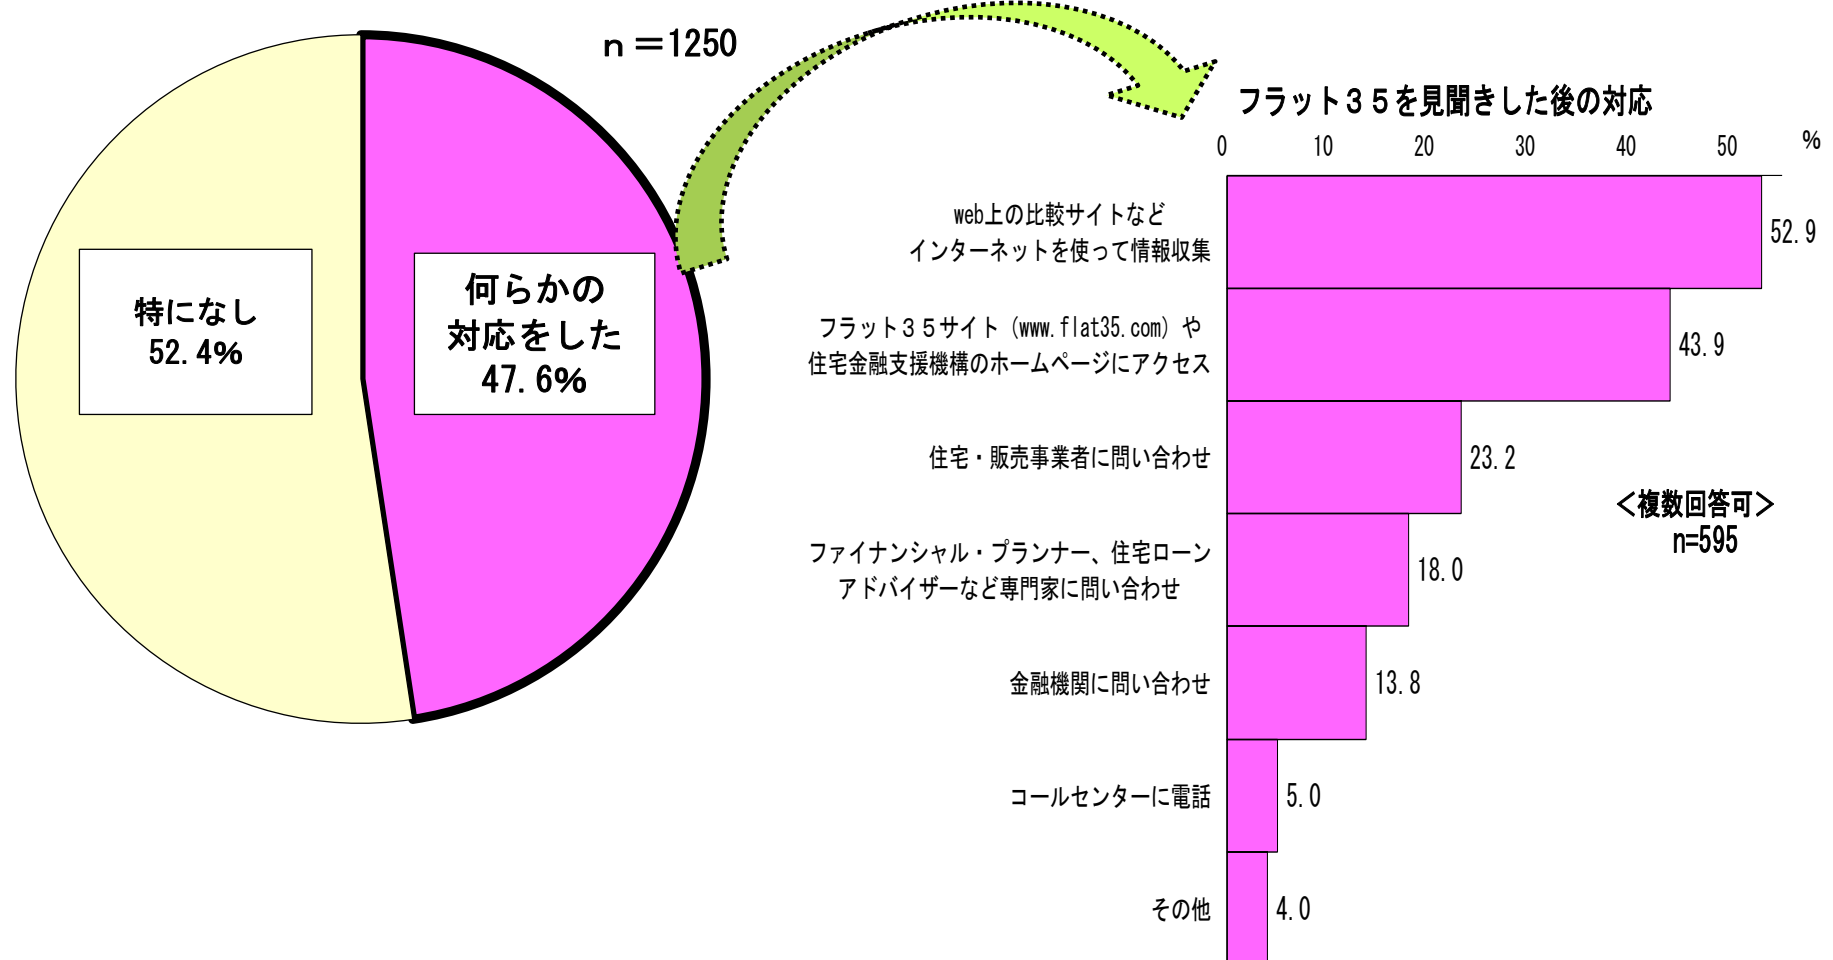 ｎ＝1250
特になし
52.4%
何らかの
対応をした
47.6%
フラット３５を見聞きした後の対応
0 10 20 30 40 50 %
web上の比較サイトなど
インターネットを使って情報収集
52.9
フラット３５サイト（www.flat35.com）や
住宅金融支援機構のホームページにアクセス
43.9
住宅・販売事業者に問い合わせ
23.2
＜複数回答可＞
n=595
ファイナンシャル・プランナー、住宅ローン
アドバイザーなど専門家に問い合わせ
18.0
金融機関に問い合わせ
13.8
コールセンターに電話
5.0
その他
4.0